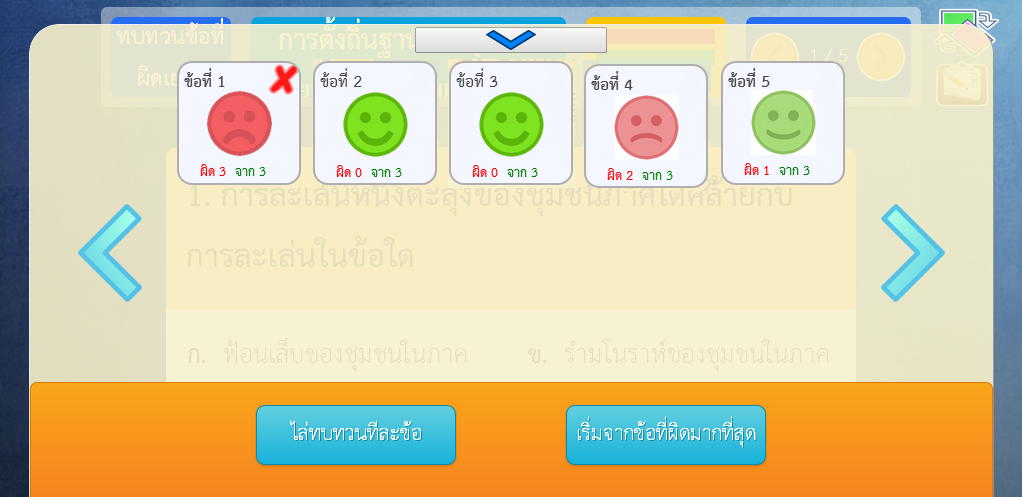 ทบทวนข้อที่
การตั้งถิ่นฐาน
1 / 5
ข้อที่ 1
ผิด 3 จาก 3
ข้อที่ 2
ผิด 0 จาก 3
ข้อที่ 3
ผิด 0 จาก 3
ข้อที่ 4
ผิด 2 จาก 3
ข้อที่ 5
ผิด 1 จาก 3
1. การละเล่นหนังตะลุงของชุมชนภาคใต้คล้ายกับ
การละเล่นในข้อใด
ก. ฟ้อนเล็บของชุมชนในภาค
ข. รำมโนราห์ของชุมชนในภาค
ไล่ทบทวนทีละข้อ
เริ่มจากข้อที่ผิดมากที่สุด